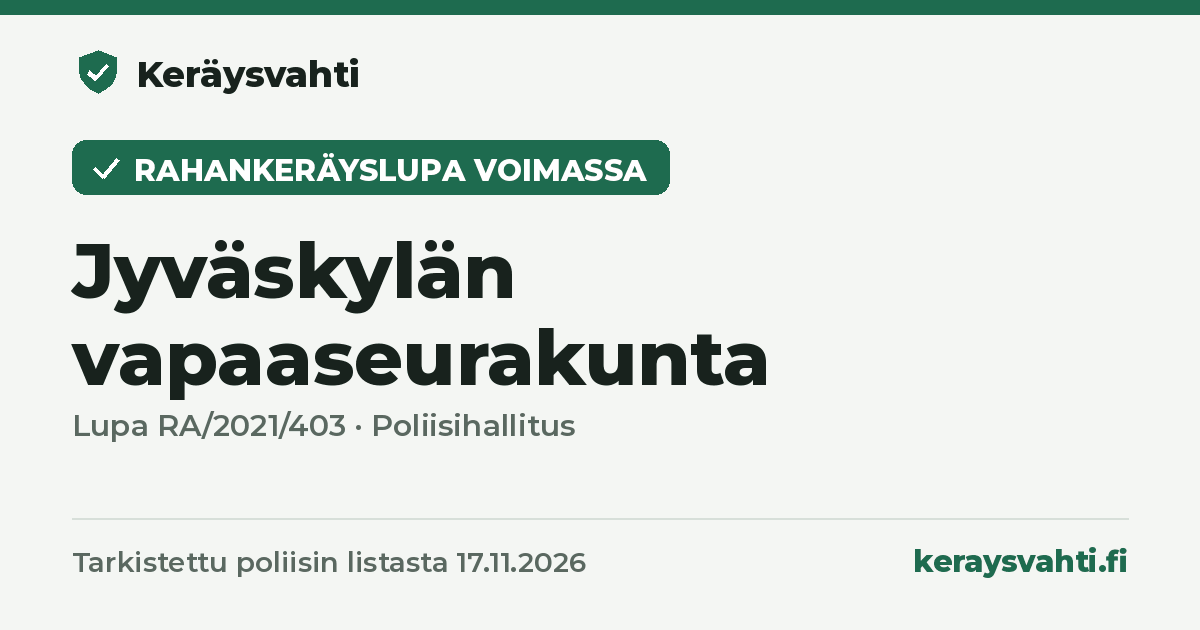 Keräysvahti
RAHANKERÄYSLUPA VOIMASSA
Jyväskylän
vapaaseurakunta
Lupa RA/2021/403 · Poliisihallitus
Tarkistettu poliisin listasta 17.11.2026
keraysvahti.fi